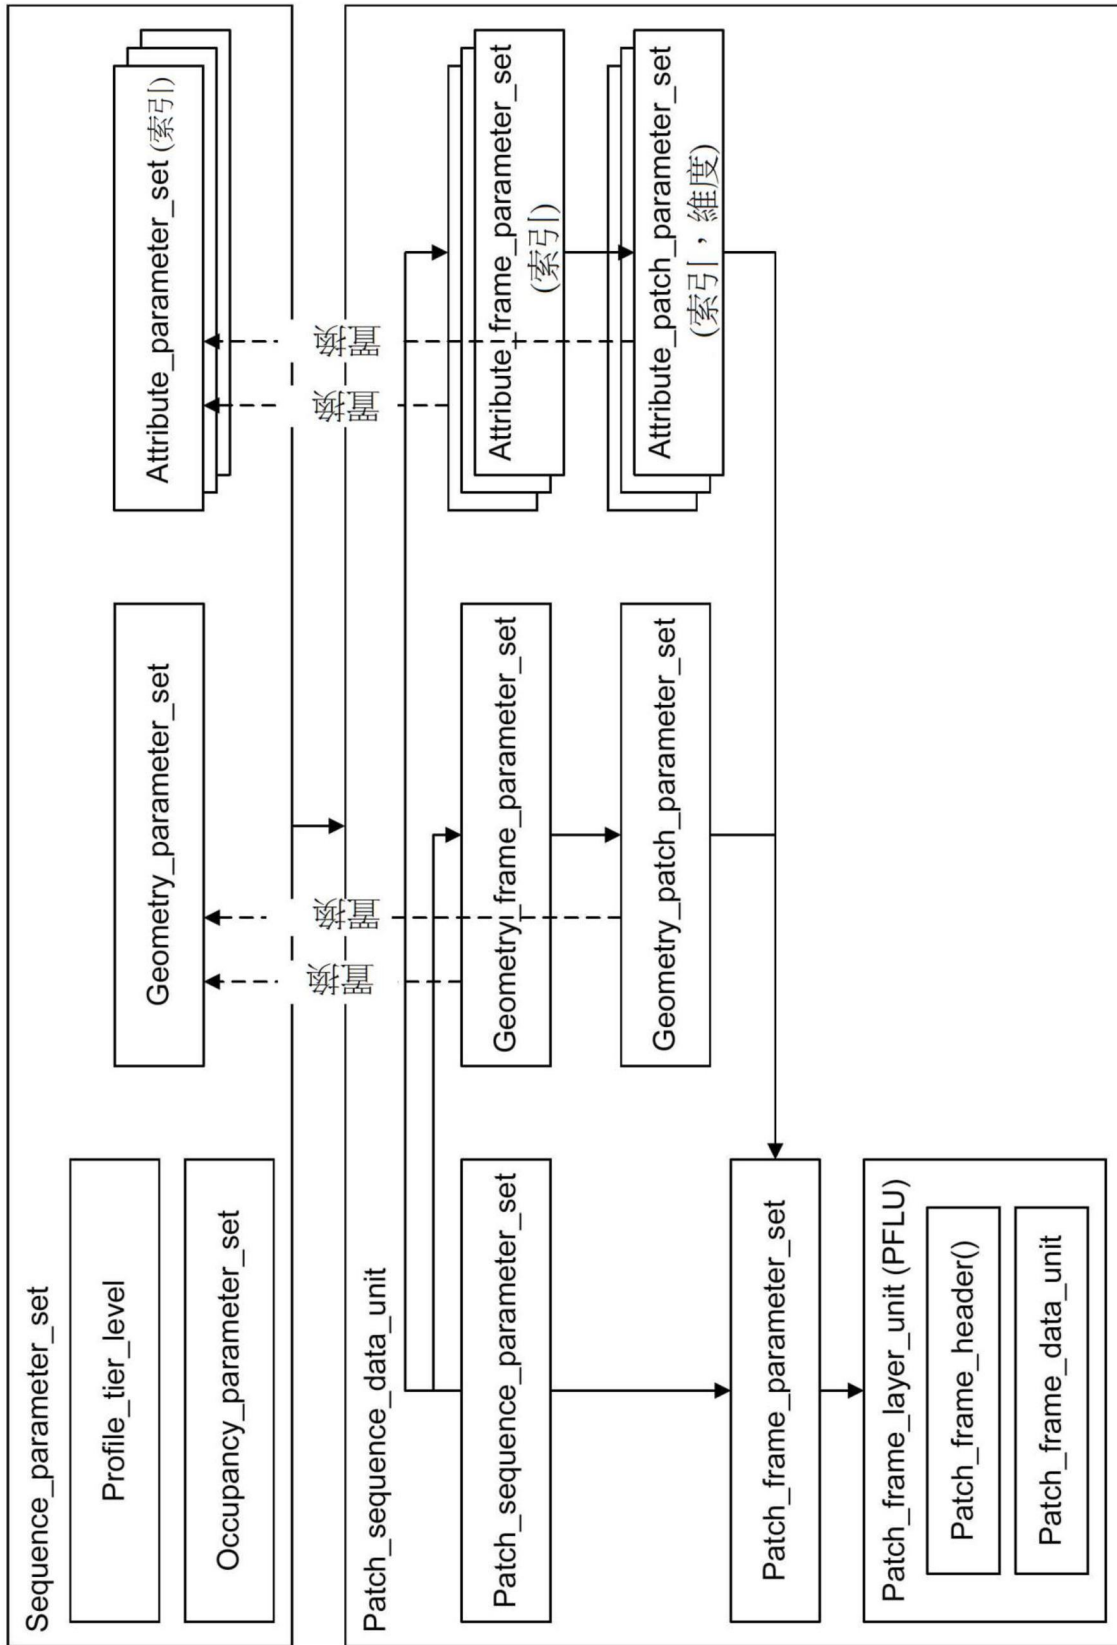 Sequence_parameter_set
Profile_tier_level
Occupancy_parameter_set
Geometry_parameter_set
Attribute_parameter_set (索引)
置換
置換
置換
置換
Patch_sequence_data_unit
Patch_sequence_parameter_set
Geometry_frame_parameter_set
Attribute_frame_parameter_set
(索引)
Geometry_patch_parameter_set
Attribute_patch_parameter_set
(索引,維度)
Patch_frame_parameter_set
Patch_frame_layer_unit (PFLU)
Patch_frame_header()
Patch_frame_data_unit